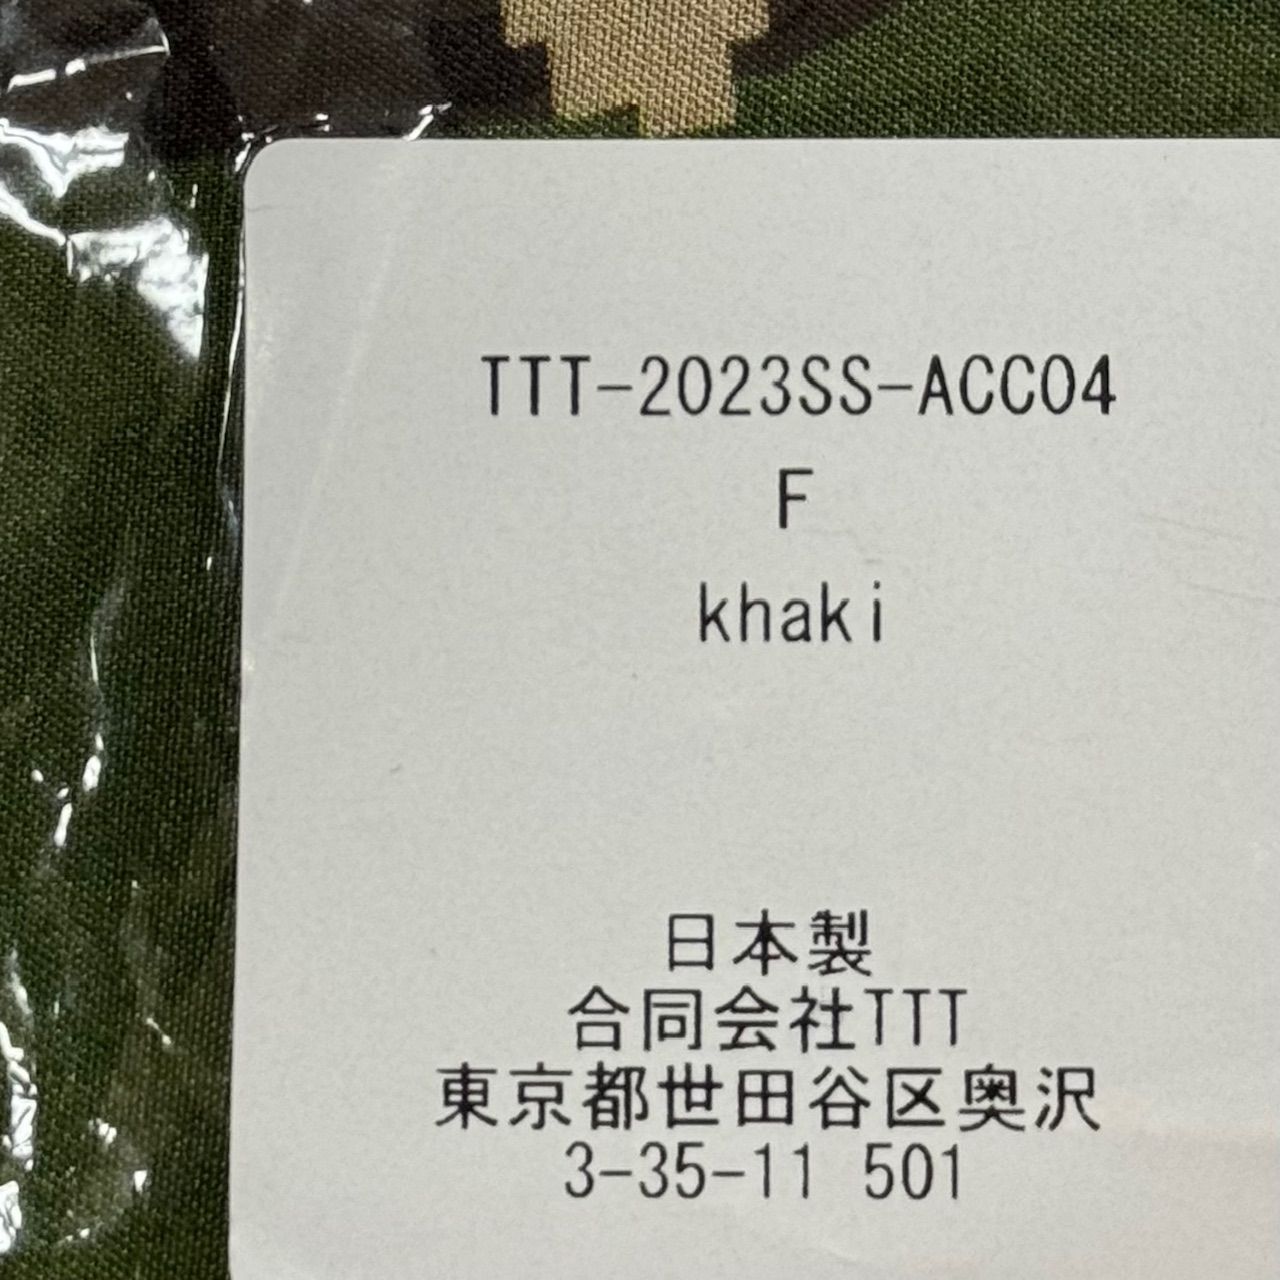 TTT-2023SS-ACC04
F
khaki
日本製
合同会社TTT
東京都世田谷区奥沢
3-35-11 501